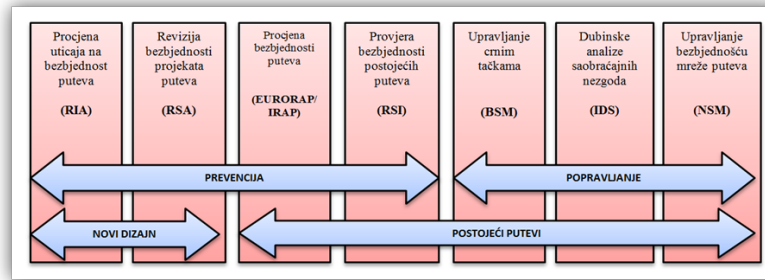 Procjena
uticaja na
bezbjednost
puteva
(RIA)
Revizija
bezbjednosti
projekata
puteva
(RSA)
Procjena
bezbjednosti
puteva
(EURORAP/
IRAP)
Provjera
bezbjednosti
postojećih
puteva
(RSI)
Upravljanje
crnim
tačkama
(BSM)
Dubinske
analize
saobraćajnih
nezgoda
(IDS)
Upravljanje
bezbjednošću
mreže puteva
(NSM)
PREVENCIJA
POPRAVLJANJE
NOVI DIZAJN
POSTOJEĆI PUTEVI